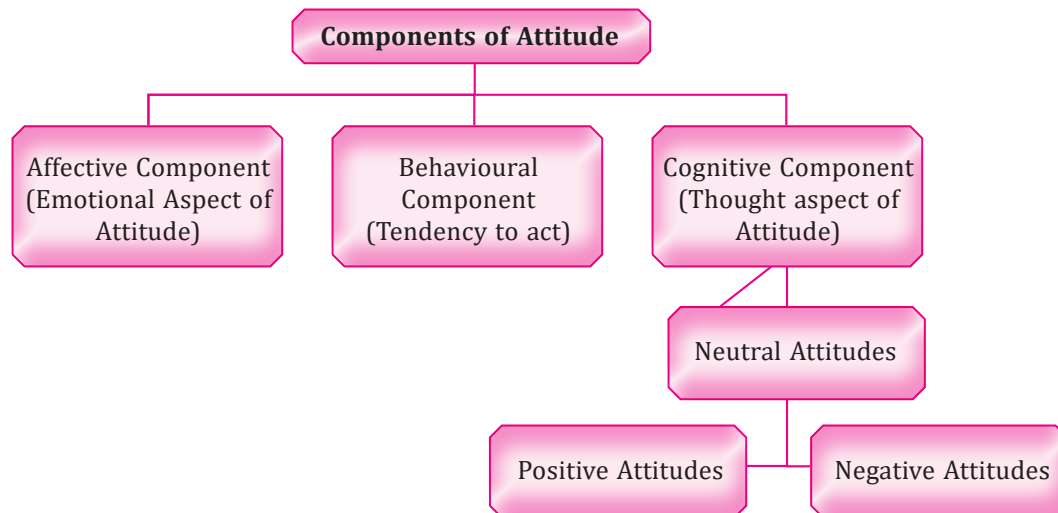 Components of Attitude
Affective Component
(Emotional Aspect of
Attitude)
Behavioural
Component
(Tendency to act)
Cognitive Component
(Thought aspect of
Attitude)
Neutral Attitudes
Positive Attitudes
Negative Attitudes